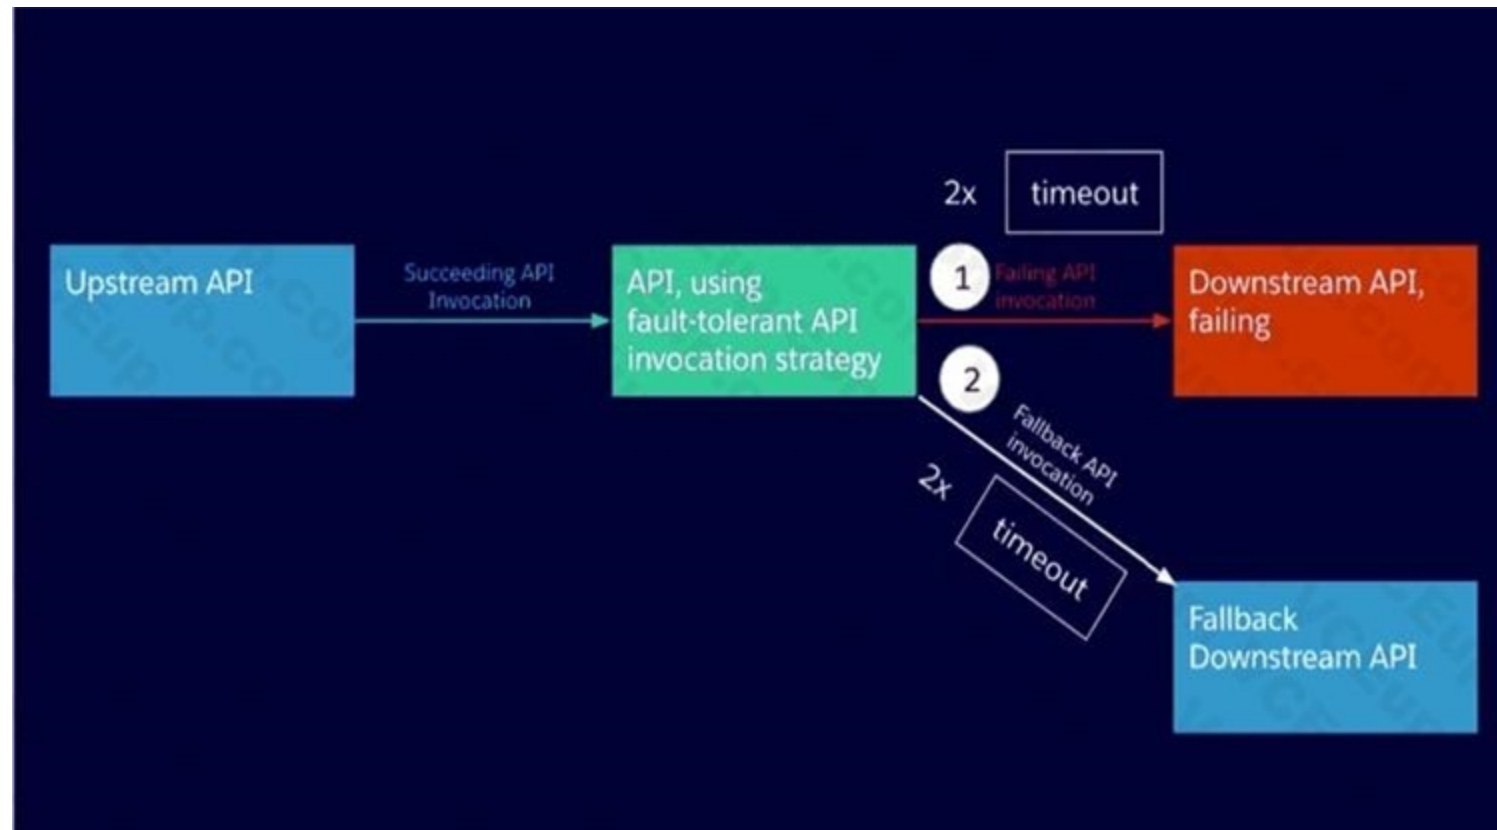 2x
timeout
Upstream API
Succeeding API
Invocation
API, using
fault-tolerant API
invocation strategy
1
Failing API
invocation
Downstream API,
failing
2
Fallback API
invocation
2x
timeout
Fallback
Downstream API